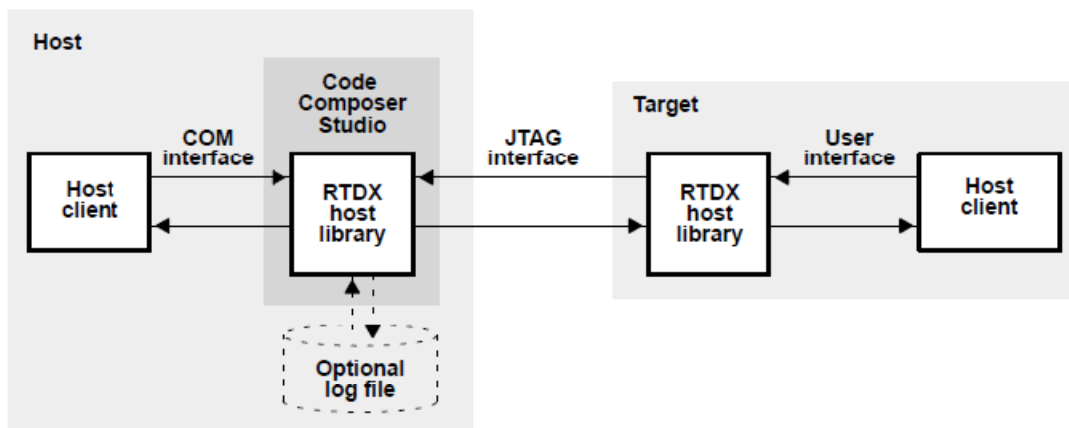 Host
Code
Composer
Studio
COM
interface
Host
client
RTDX
host
library
Optional
log file
JTAG
interface
Target
RTDX
host
library
User
interface
Host
client